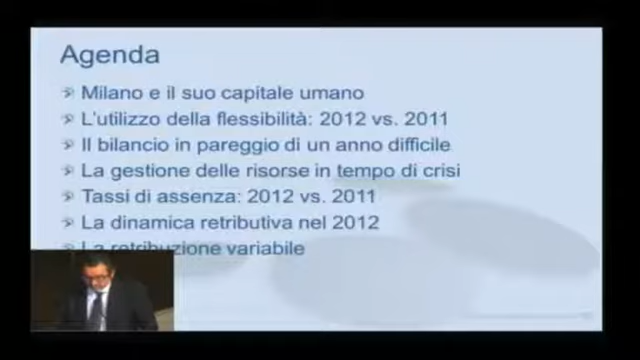 Agenda
Milano e il suo capitale umano
L'utilizzo della flessibilità: 2012 vs. 2011
Il bilancio in pareggio di un anno difficile
La gestione delle risorse in tempo di crisi
Tassi di assenza: 2012 vs. 2011
La dinamica retributiva nel 2012
La retribuzione variabile